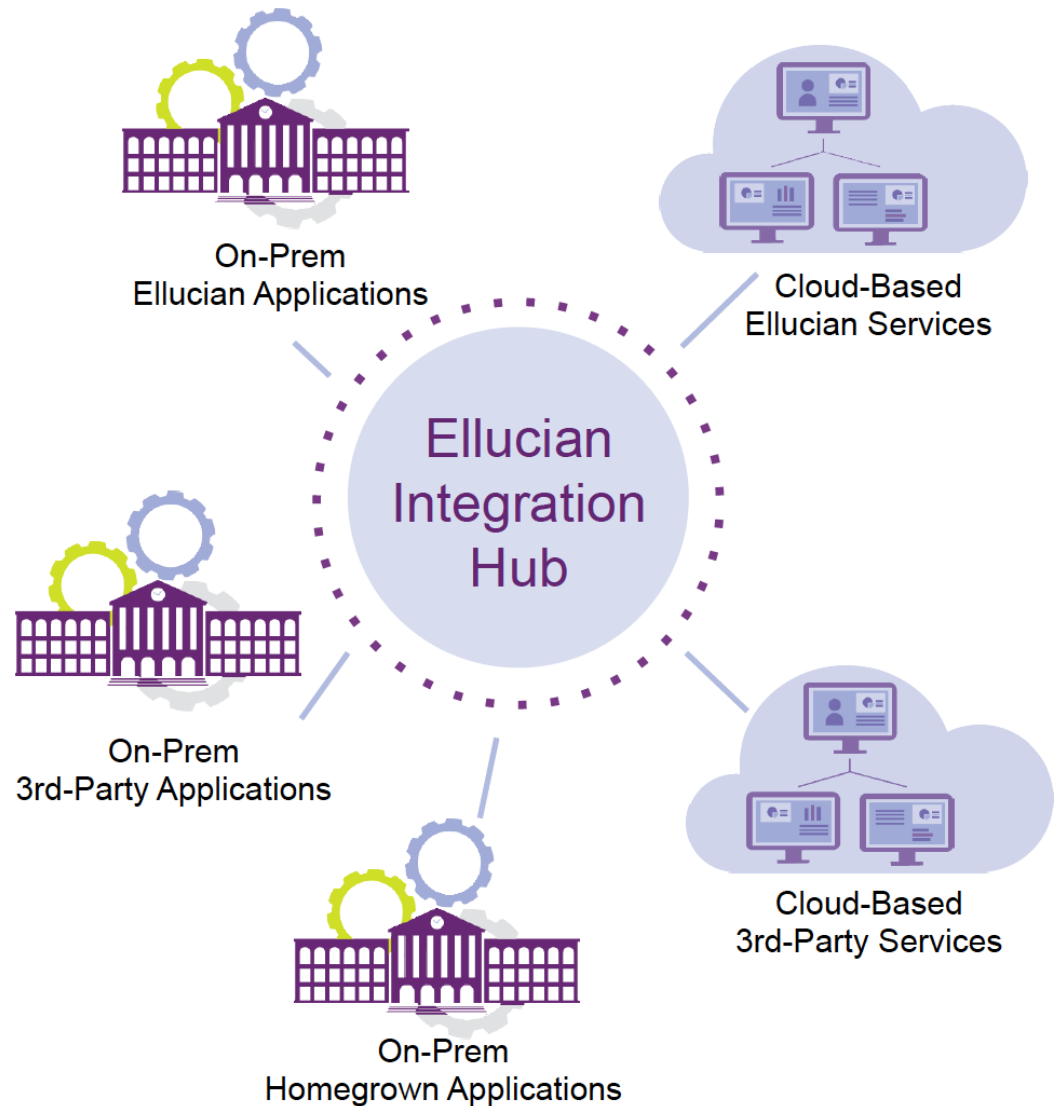 On-Prem
Ellucian Applications
Cloud-Based
Ellucian Services
Ellucian
Integration
Hub
On-Prem
3rd-Party Applications
Cloud-Based
3rd-Party Services
On-Prem
Homegrown Applications